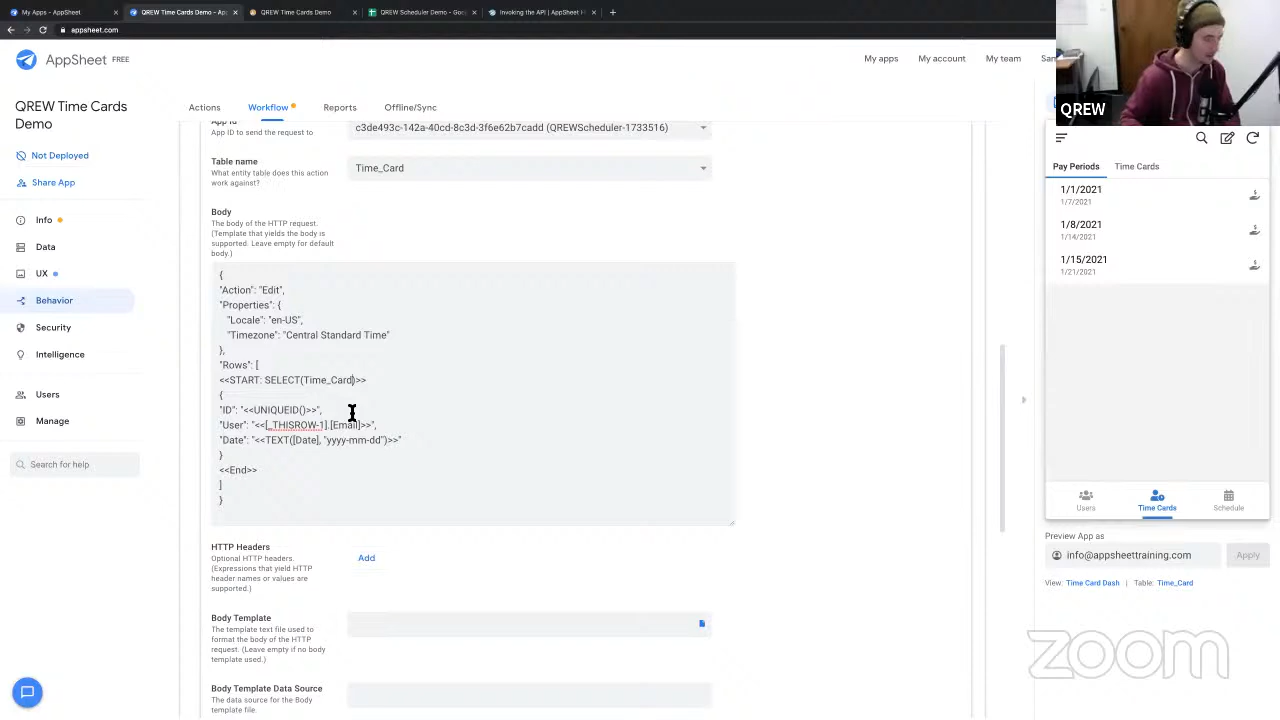 My Apps - AppSheet
QREW Time Cards Demo - AppShe
QREW Time Cards Demo
QREW Scheduler Demo - Goo
Invoking the API | AppSheet H
appsheet.com
AppSheet FREE
My apps
My account
My team
QREW
QREW Time Cards
Demo
Not Deployed
Share App
Info
Data
UX
Behavior
Security
Intelligence
Users
Manage
Search for help
Actions
Workflow
Reports
Offline/Sync
App ID
App ID to send the request to
c3de493c-142a-40cd-8c3d-3f6e62b7cadd (QREWScheduler-1733516)
Table name
What entity table does this action
work against?
Time_Card
Body
The body of the HTTP request.
(Template that yields the body is
supported. Leave empty for default
body.)
{
"Action": "Edit",
"Properties": {
"Locale": "en-US",
"Timezone": "Central Standard Time"
},
"Rows": [
<<START: SELECT(Time_Card)>>
{
"ID": "<<UNIQUEID()>>",
"User": "<<[_THISROW-1].[Email]>>",
"Date": "<<TEXT([Date], "yyyy-mm-dd")>>"
}
<<End>>
]
}
HTTP Headers
Optional HTTP headers.
(Expressions that yield HTTP
header names or values are
supported.)
Add
Body Template
The template text file used to
format the body of the HTTP
request. (Leave empty if no body
template used.)
Body Template Data Source
The data source for the Body
template file.
Pay Periods
Time Cards
1/1/2021
1/7/2021
1/8/2021
1/14/2021
1/15/2021
1/21/2021
Users
Time Cards
Schedule
Preview App as
info@appsheettraining.com
Apply
View: Time Card Dash | Table: Time_Card
zoom